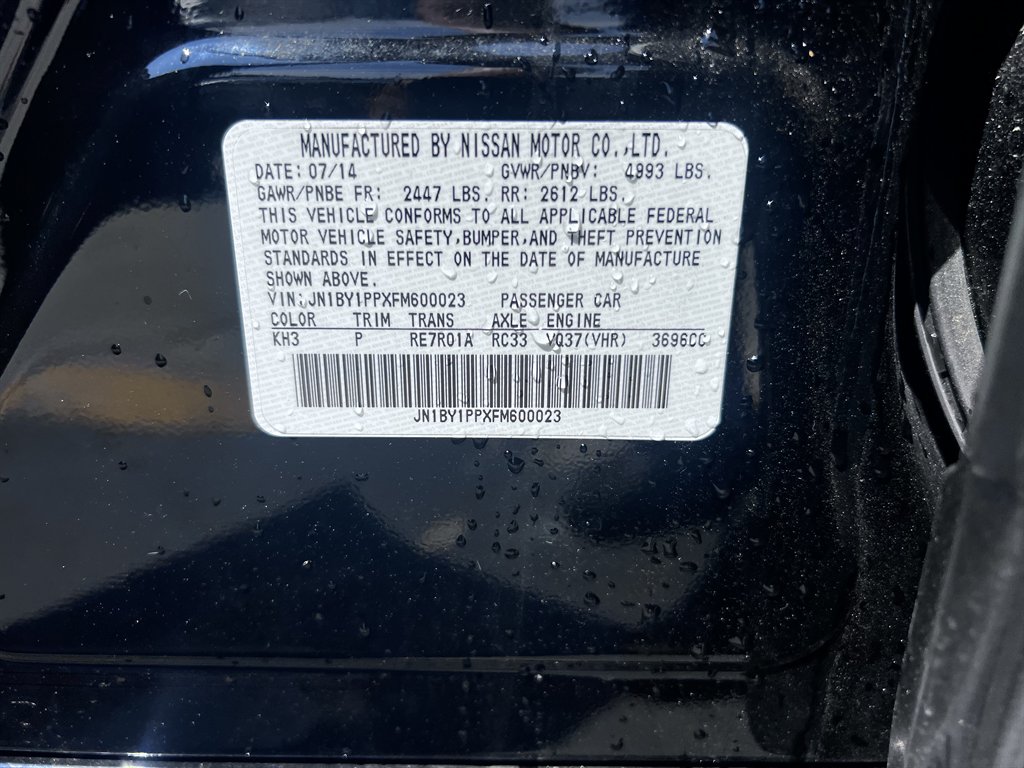 MANUFACTURED BY NISSAN MOTOR CO.,LTD.
DATE: 07/14 GVWR/PNBV: 4993 LBS.
GAWR/PNBE FR: 2447 LBS. RR: 2612 LBS.
THIS VEHICLE CONFORMS TO ALL APPLICABLE FEDERAL
MOTOR VEHICLE SAFETY,BUMPER,AND THEFT PREVENTION
STANDARDS IN EFFECT ON THE DATE OF MANUFACTURE
SHOWN ABOVE.
VIN:JN1BY1PPXFM600023 PASSENGER CAR
COLOR TRIM TRANS AXLE ENGINE
KH3 P RE7R01A RC33 VQ37(VHR) 3696CC
JN1BY1PPXFM600023